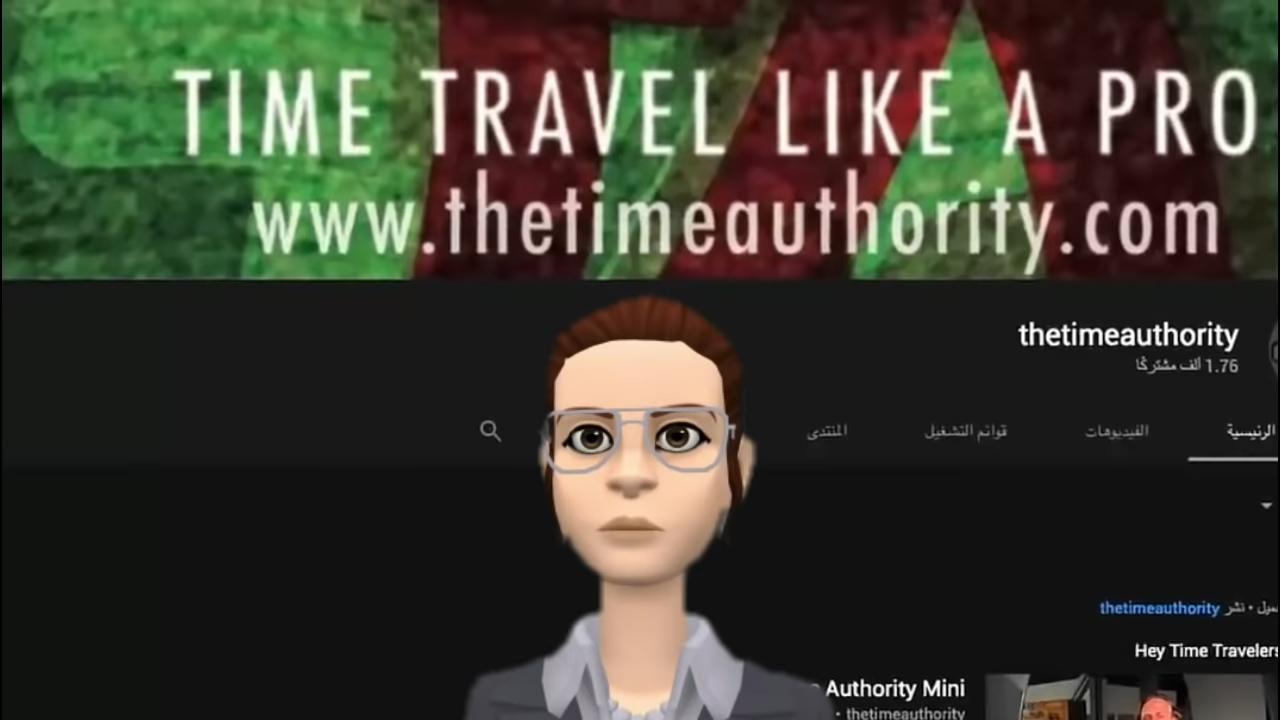 TIME TRAVEL LIKE A PRO
www.thetimeauthority.com
thetimeauthority
1.76 ألف مشتركًا
الرئيسية الفيديوهات قوائم التشغيل المنتدى
نشر thetimeauthority
Hey Time Travelers
Authority Mini
• thetimeauthority